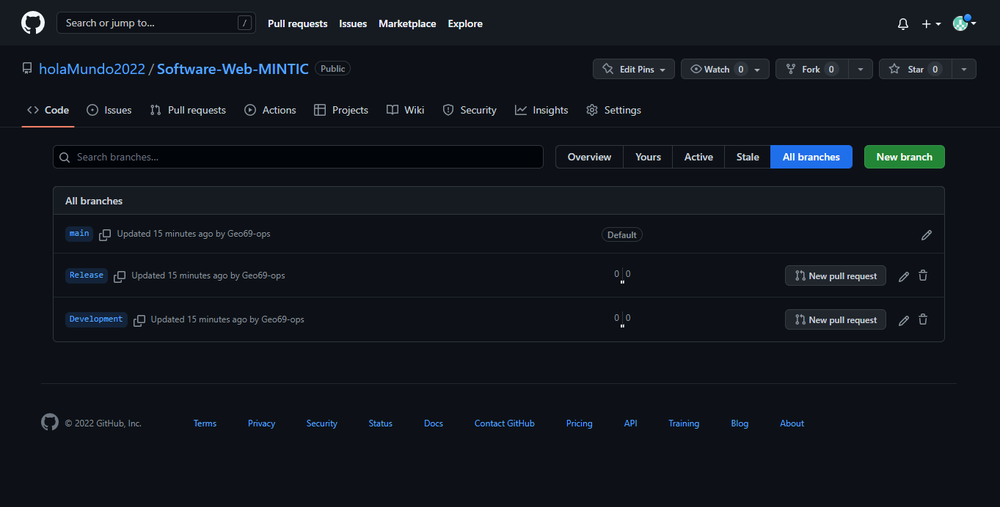 Search or jump to... / Pull requests Issues Marketplace Explore
holaMundo2022 / Software-Web-MINTIC Public Edit Pins Watch 0 Fork 0 Star 0
Code Issues Pull requests Actions Projects Wiki Security Insights Settings
Search branches... Overview Yours Active Stale All branches New branch
All branches
main Updated 15 minutes ago by Geo69-ops Default
Release Updated 15 minutes ago by Geo69-ops 0 0 New pull request
Development Updated 15 minutes ago by Geo69-ops 0 0 New pull request
© 2022 GitHub, Inc. Terms Privacy Security Status Docs Contact GitHub Pricing API Training Blog About